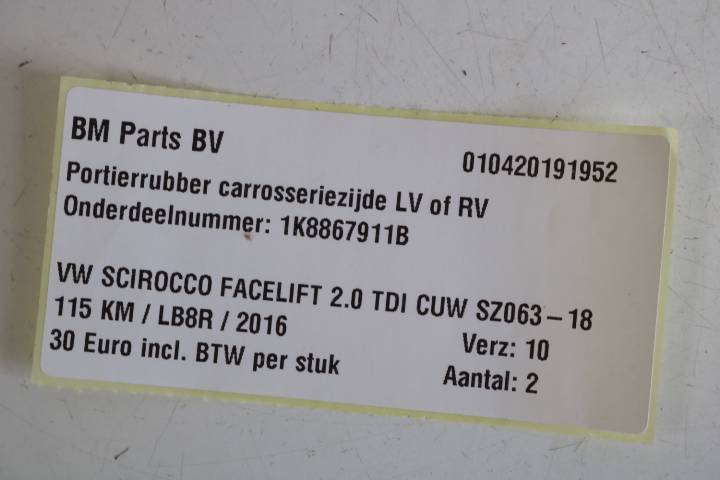 BM Parts BV
010420191952
Portierrubber carrosseriezijde LV of RV
Onderdeelnummer: 1K8867911B
VW SCIROCCO FACELIFT 2.0 TDI CUW SZ063-18
115 KM / LB8R / 2016
Verz: 10
30 Euro incl. BTW per stuk
Aantal: 2